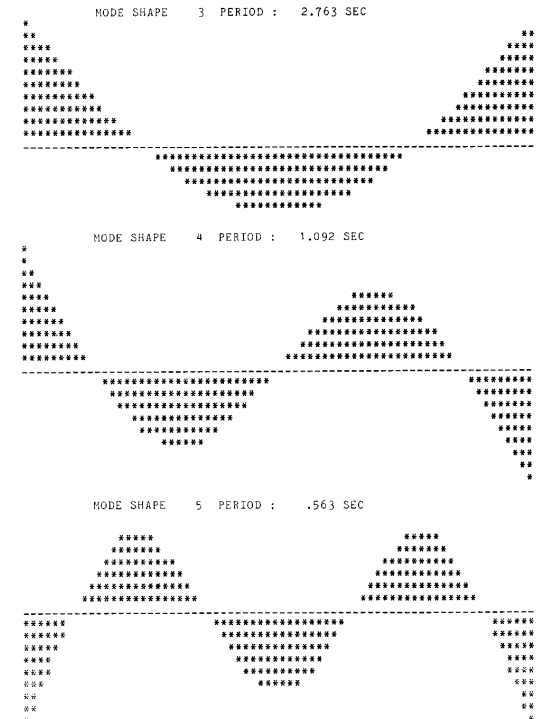 MODE SHAPE 3 PERIOD : 2.763 SEC
MODE SHAPE 4 PERIOD : 1.092 SEC
MODE SHAPE 5 PERIOD : .563 SEC